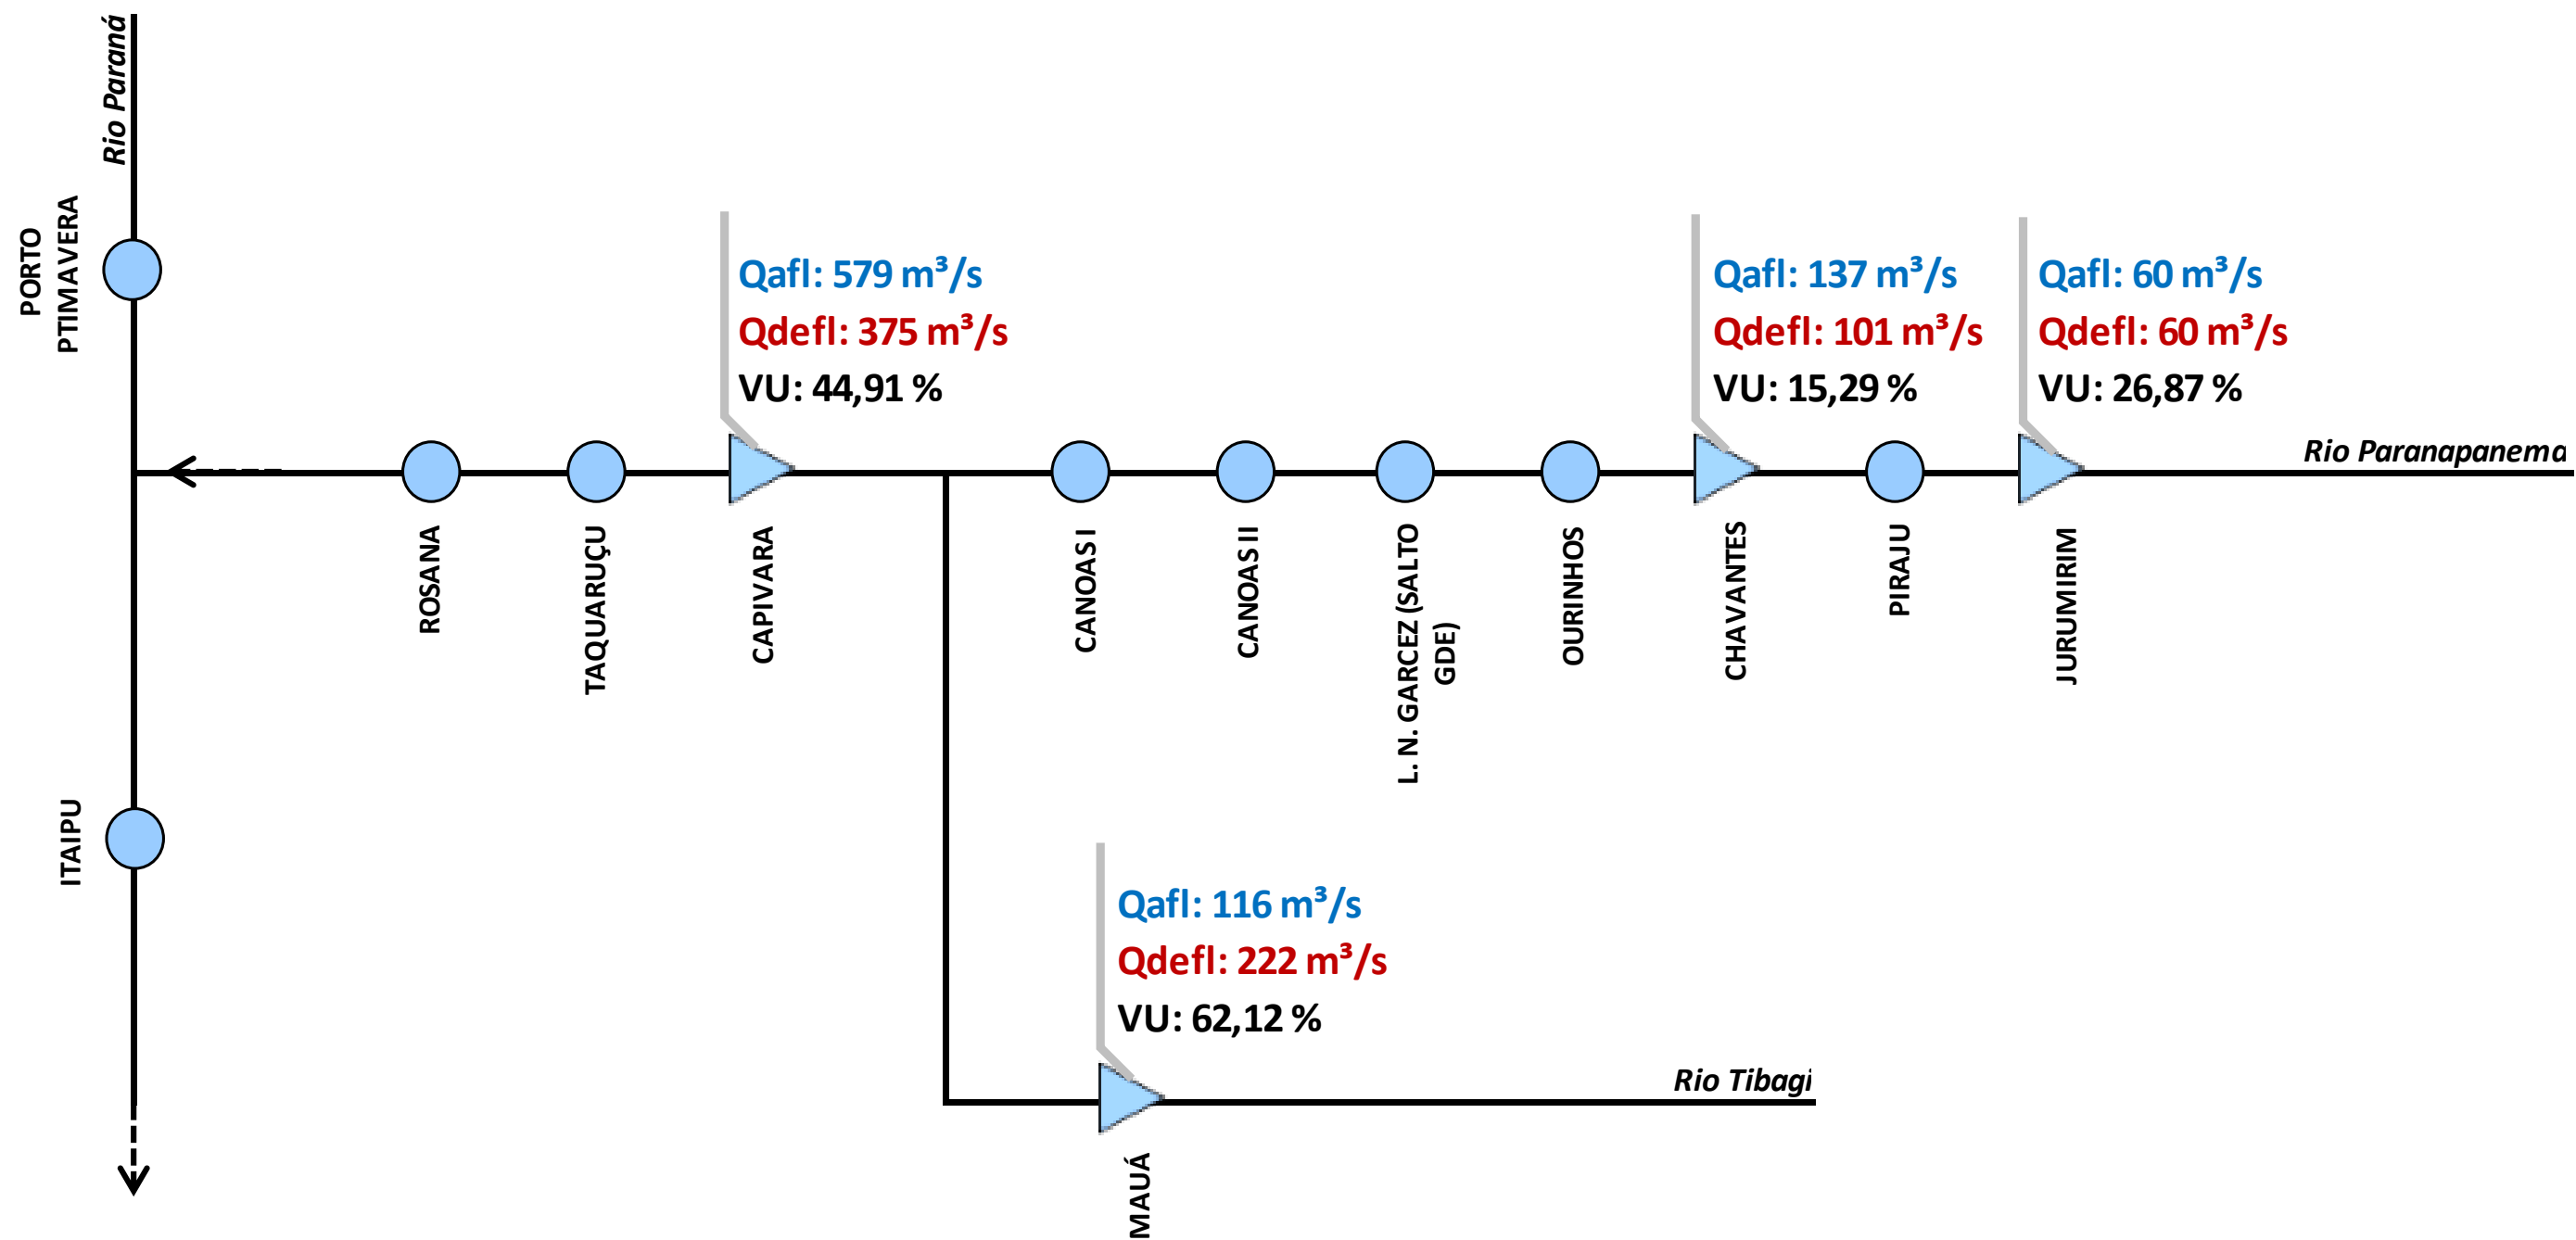 Rio Paraná
PORTO
PTIMAVERA
Qafl: 579 m³/s
Qdefl: 375 m³/s
VU: 44,91 %
Qafl: 137 m³/s
Qdefl: 101 m³/s
VU: 15,29 %
Qafl: 60 m³/s
Qdefl: 60 m³/s
VU: 26,87 %
Rio Paranapanema
ROSANA
TAQUARUÇU
CAPIVARA
CANOAS I
CANOAS II
L. N. GARCEZ (SALTO
GDE)
OURINHOS
CHAVANTES
PIRAJU
JURUMIRIM
ITAIPU
Qafl: 116 m³/s
Qdefl: 222 m³/s
VU: 62,12 %
Rio Tibagi
MAUÁ